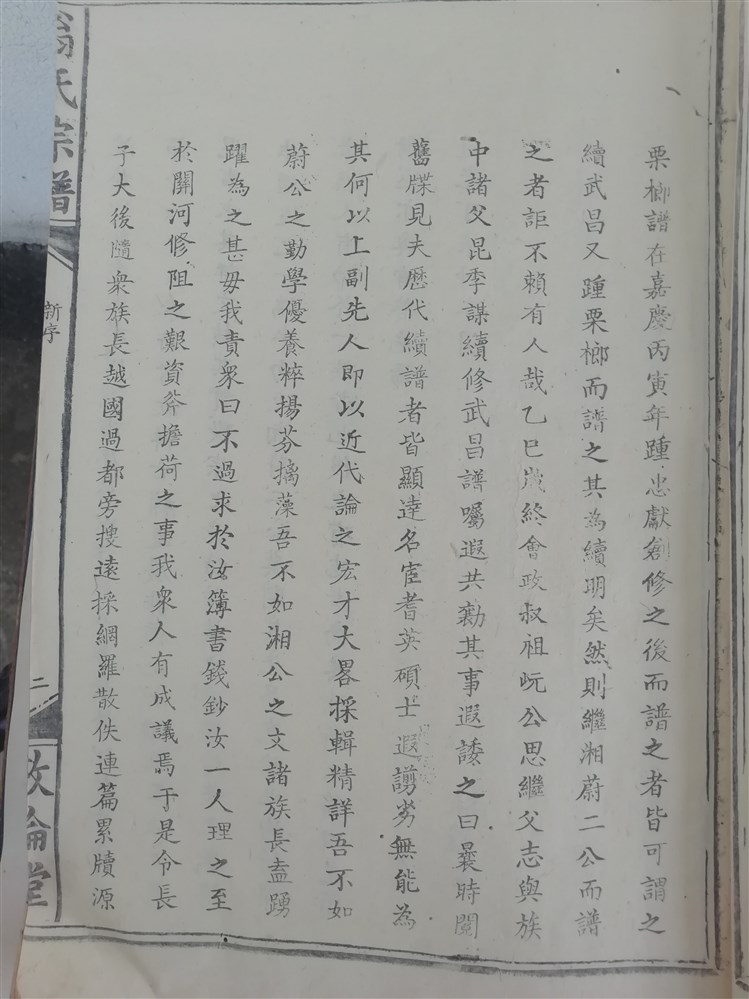 栗榔譜在嘉慶丙寅年踵忠獻創修之後而譜之者皆可謂之
續武昌又踵栗榔而譜之其為續明矣然則繼湘蔚二公而譜
之者詎不賴有人哉乙巳歲終會政叔祖岏公思繼父志與族
中諸父昆季謀續修武昌譜囑遐共勷其事遐諉之曰曩時閱
舊牒見夫歷代續譜者皆顯達名宦耆英碩士遐謭劣無能為
其何以上副先人即以近代論之宏才大畧採輯精詳吾不如
蔚公之勤學優養粹揚芬摛藻吾不如湘公之文諸族長盍踴
躍為之甚毋我責衆曰不過求於汝簿書錢鈔汝一人理之至
於關河修阻之艱資斧擔荷之事我衆人有成議焉于是令長
子大後隨衆族長越國過都旁搜遠採網羅散佚連篇累牘源
翁氏宗譜
新序
二
敦倫堂